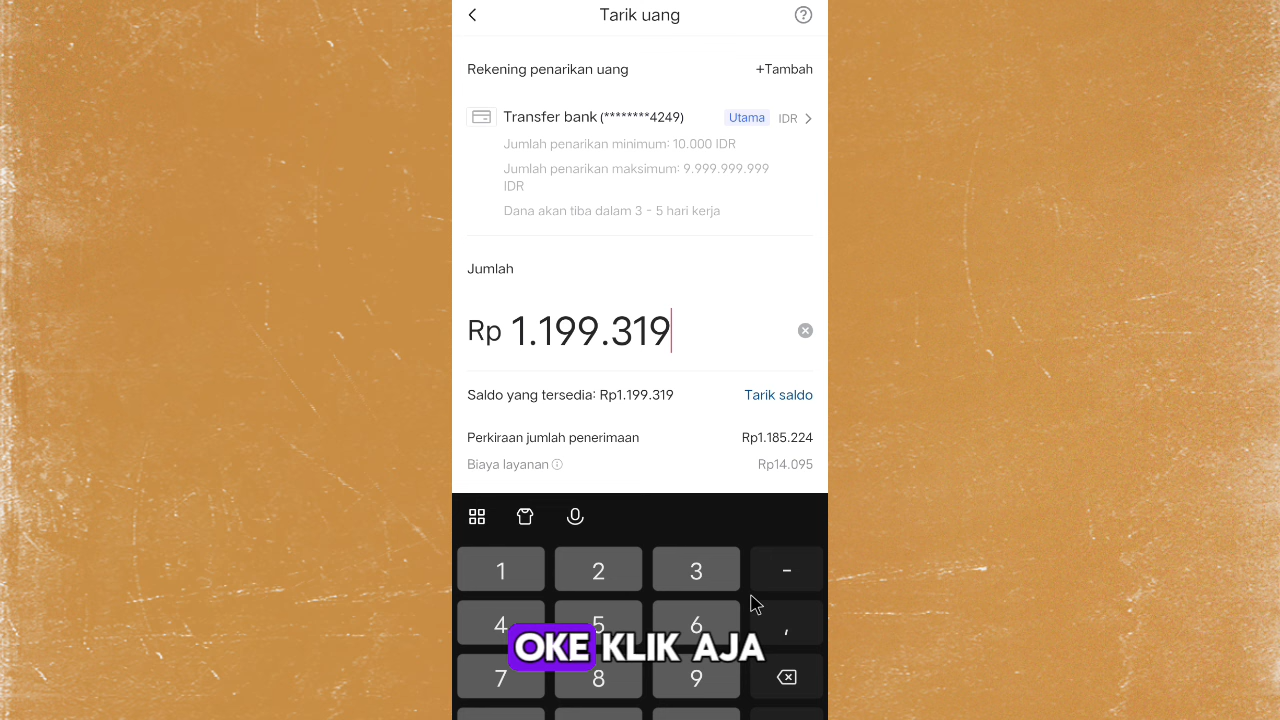 Tarik uang
Rekening penarikan uang +Tambah
Transfer bank (********4249) Utama IDR
Jumlah penarikan minimum: 10.000 IDR
Jumlah penarikan maksimum: 9.999.999.999
IDR
Dana akan tiba dalam 3 - 5 hari kerja
Jumlah
Rp 1.199.319
Saldo yang tersedia: Rp1.199.319 Tarik saldo
Perkiraan jumlah penerimaan Rp1.185.224
Biaya layanan Rp14.095
1 2 3 -
4 5 6 ,
OKE KLIK AJA
7 8 9